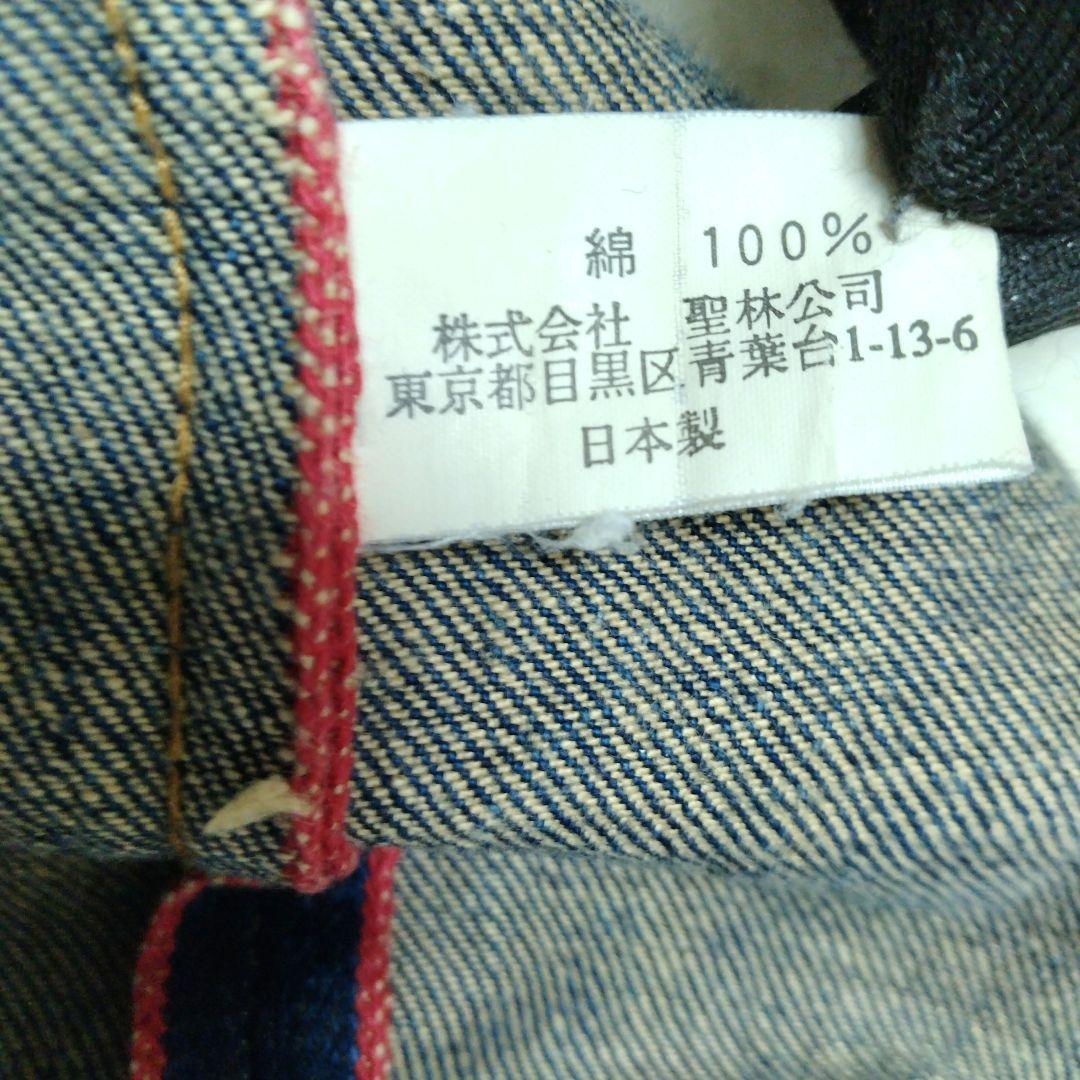 綿 100%
株式会社 聖林公司
東京都目黒区青葉台1-13-6
日本製